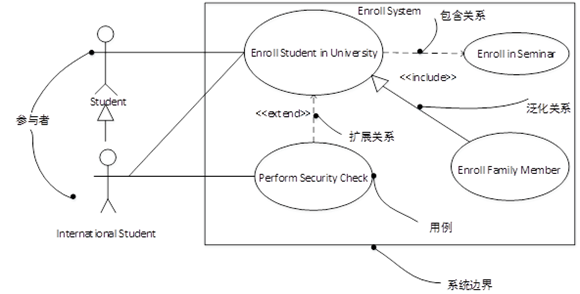 Enroll System
包含关系
Enroll Student in University
Enroll in Seminar
<<include>>
Student
参与者
<<extend>>
泛化关系
扩展关系
Perform Security Check
Enroll Family Member
International Student
用例
系统边界